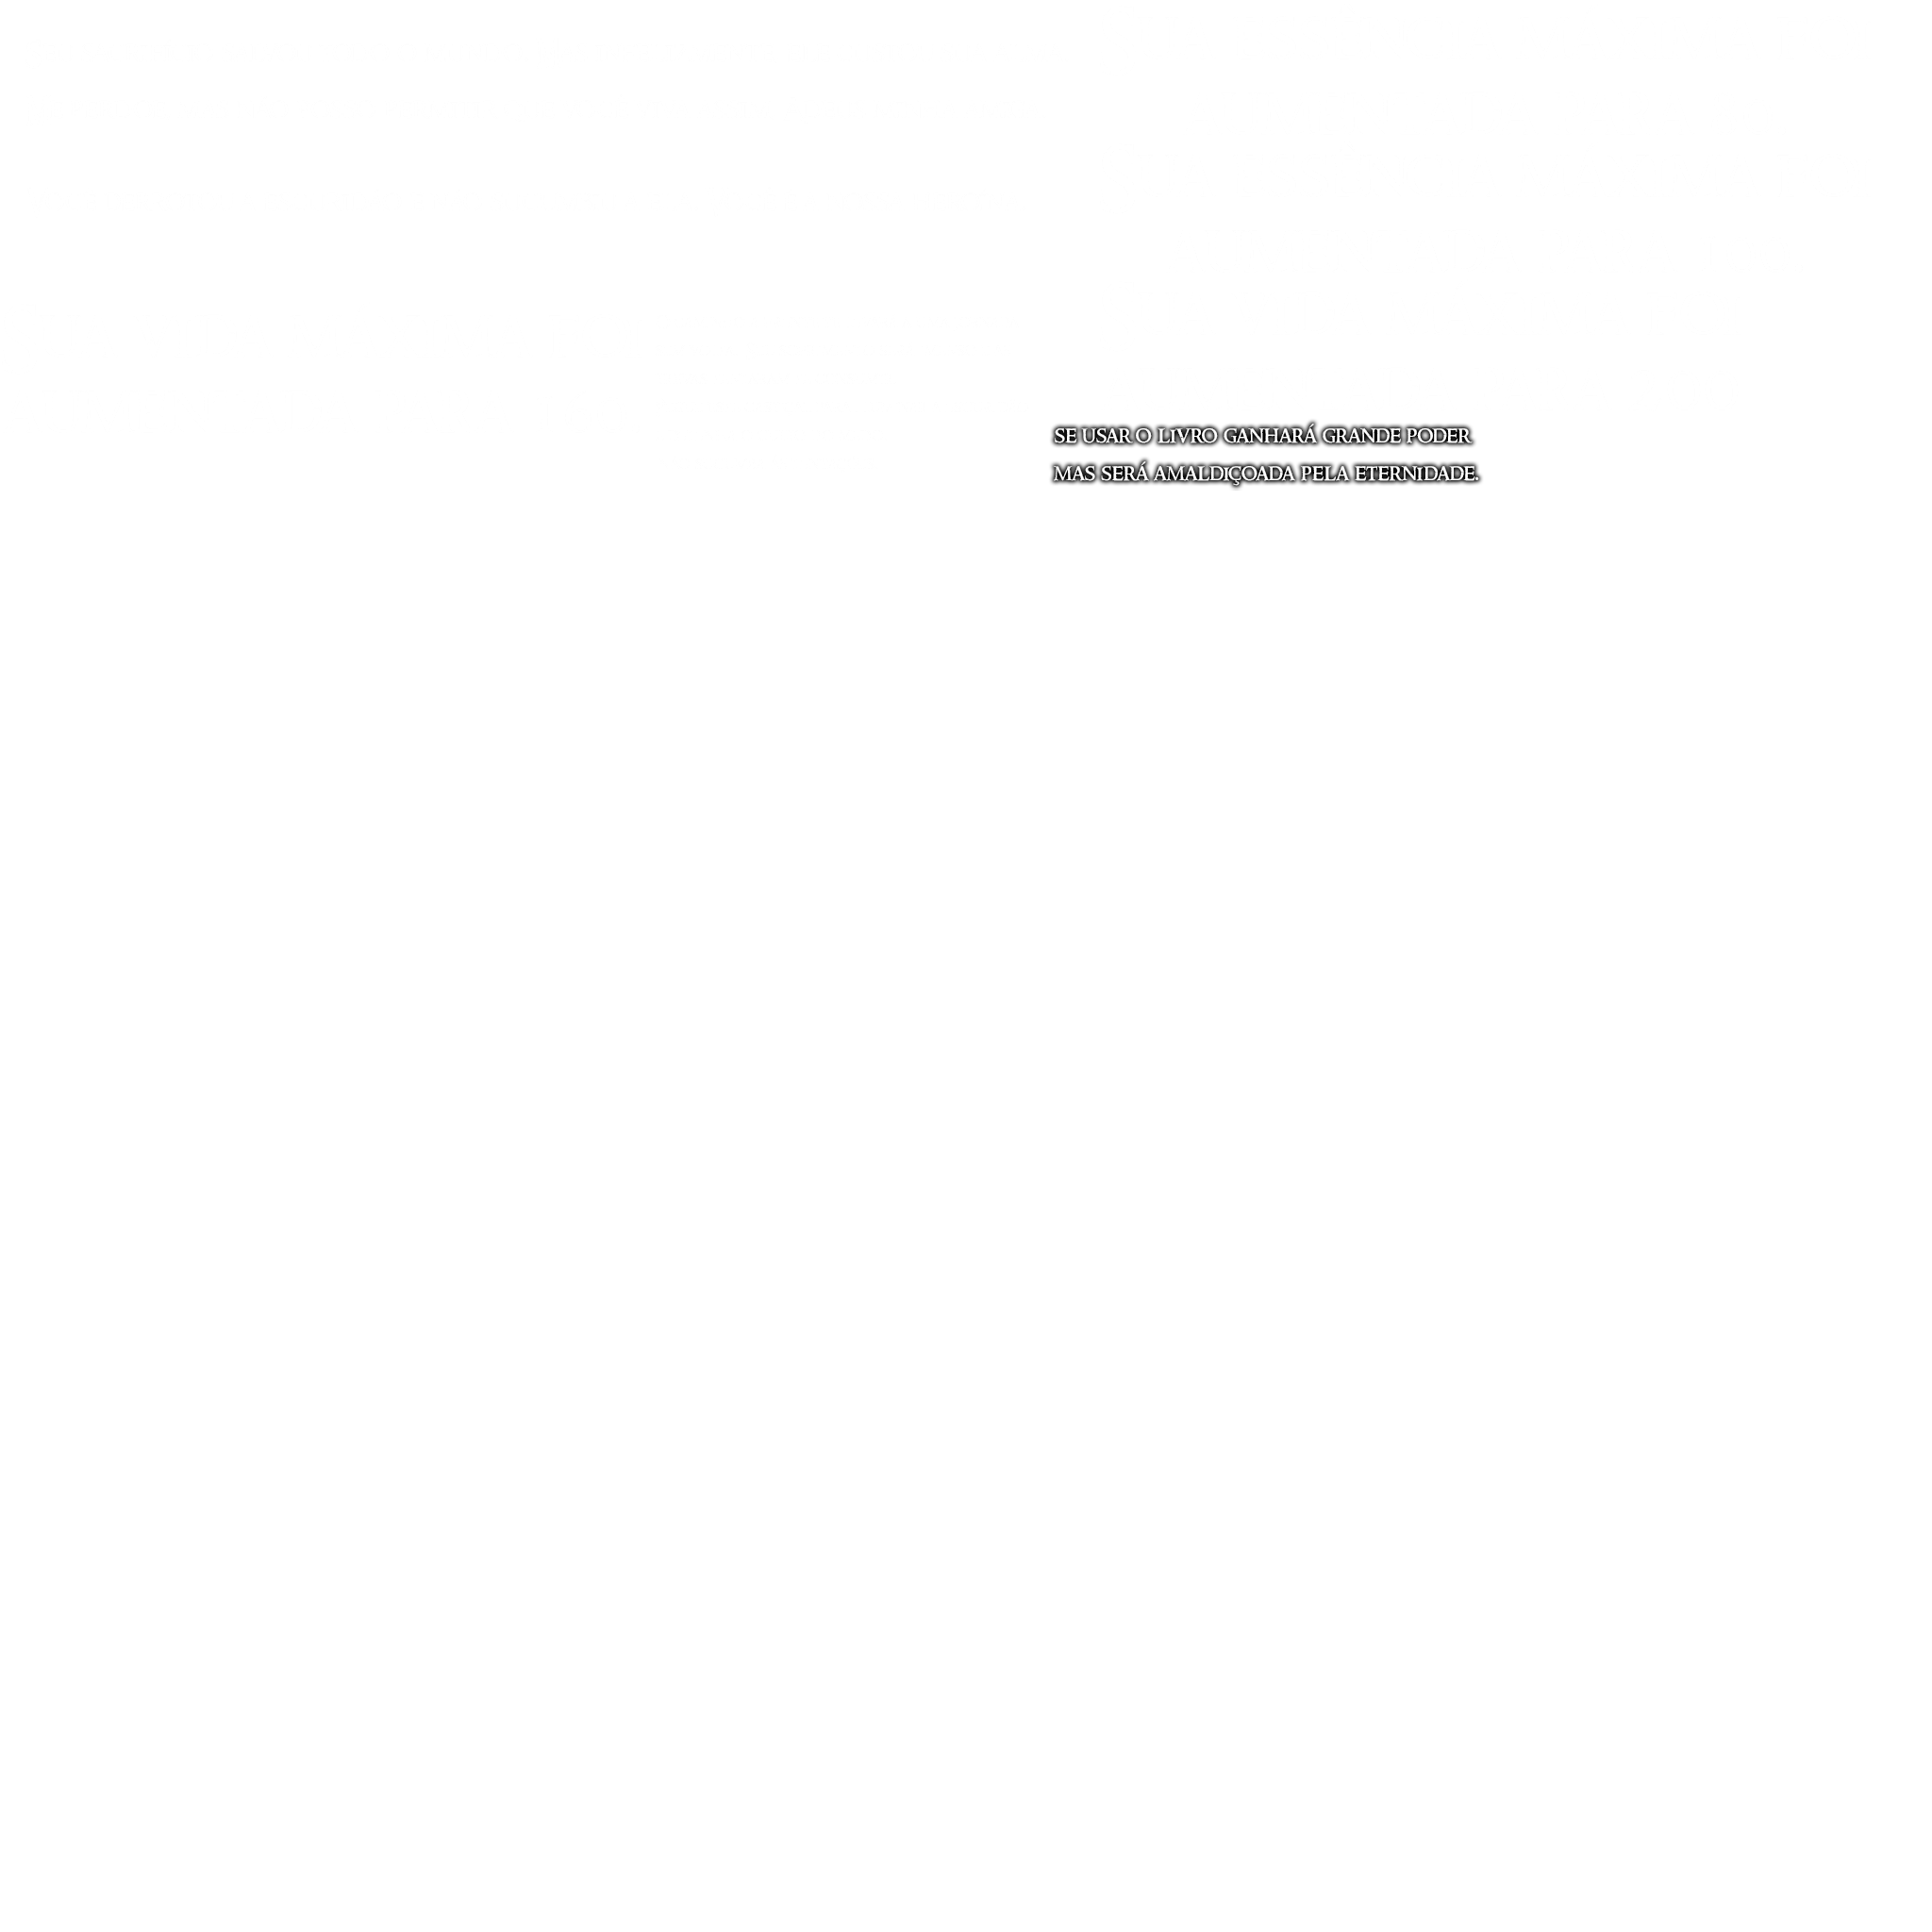 SE USAR O LIVRO GANHARÁ GRANDE PODER
MAS SERÁ AMALDIÇOADA PELA ETERNIDADE.